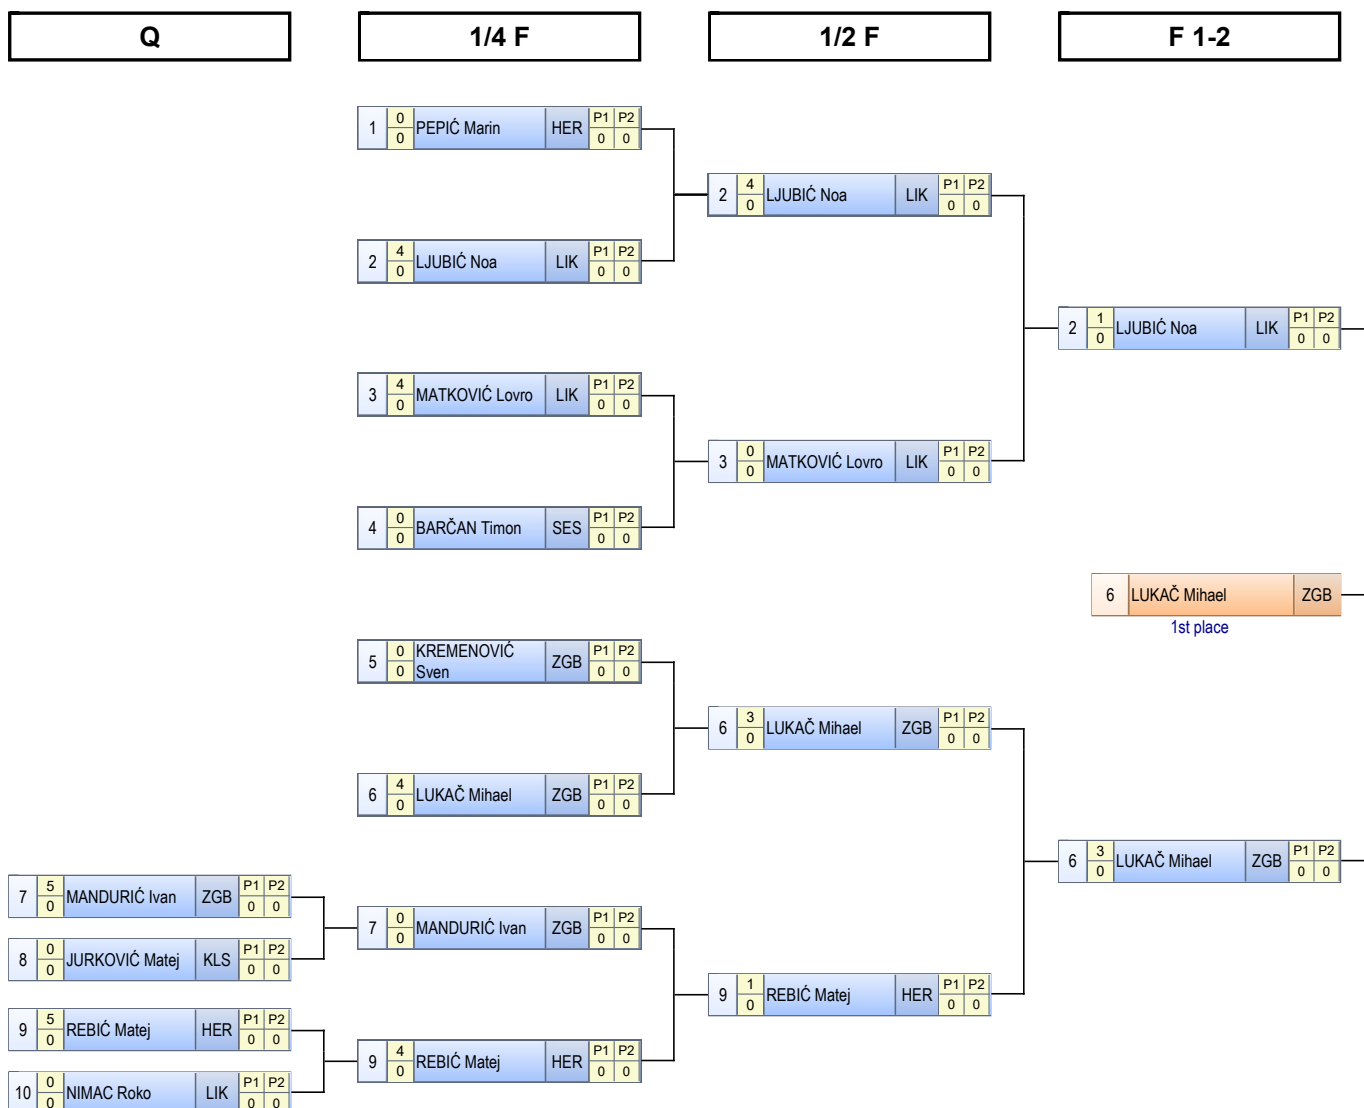 Q 1/4 F 1/2 F F 1-2
1 0 0 PEPIĆ Marin HER P1 P2 0 0
2 4 0 LJUBIĆ Noa LIK P1 P2 0 0
2 4 0 LJUBIĆ Noa LIK P1 P2 0 0
2 1 0 LJUBIĆ Noa LIK P1 P2 0 0
3 4 0 MATKOVIĆ Lovro LIK P1 P2 0 0
3 0 0 MATKOVIĆ Lovro LIK P1 P2 0 0
4 0 0 BARČAN Timon SES P1 P2 0 0
6 LUKAČ Mihael ZGB
1st place
5 0 0 KREMENOVIĆ
Sven ZGB P1 P2 0 0
6 3 0 LUKAČ Mihael ZGB P1 P2 0 0
6 4 0 LUKAČ Mihael ZGB P1 P2 0 0
6 3 0 LUKAČ Mihael ZGB P1 P2 0 0
7 5 0 MANDURIĆ Ivan ZGB P1 P2 0 0
7 0 0 MANDURIĆ Ivan ZGB P1 P2 0 0
8 0 0 JURKOVIĆ Matej KLS P1 P2 0 0
9 1 0 REBIĆ Matej HER P1 P2 0 0
9 5 0 REBIĆ Matej HER P1 P2 0 0
9 4 0 REBIĆ Matej HER P1 P2 0 0
10 0 0 NIMAC Roko LIK P1 P2 0 0